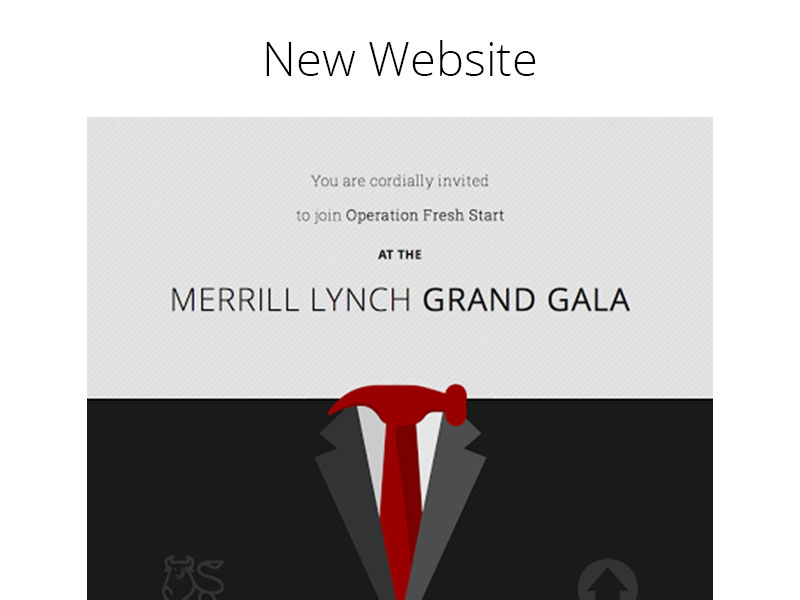 New Website
You are cordially invited
to join Operation Fresh Start
AT THE
MERRILL LYNCH GRAND GALA